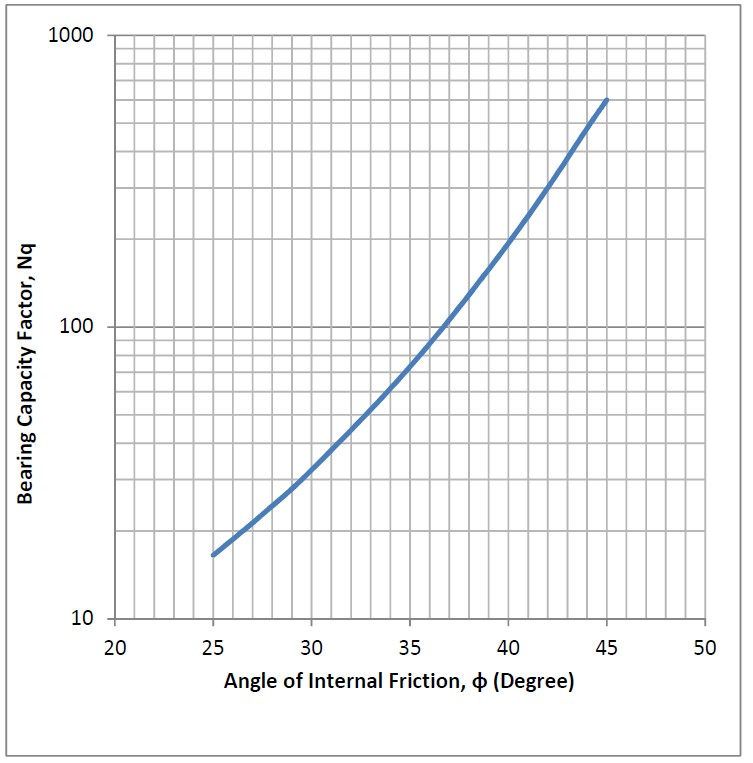 1000
100
10
Bearing Capacity Factor, Nq
20 25 30 35 40 45 50
Angle of Internal Friction, ϕ (Degree)